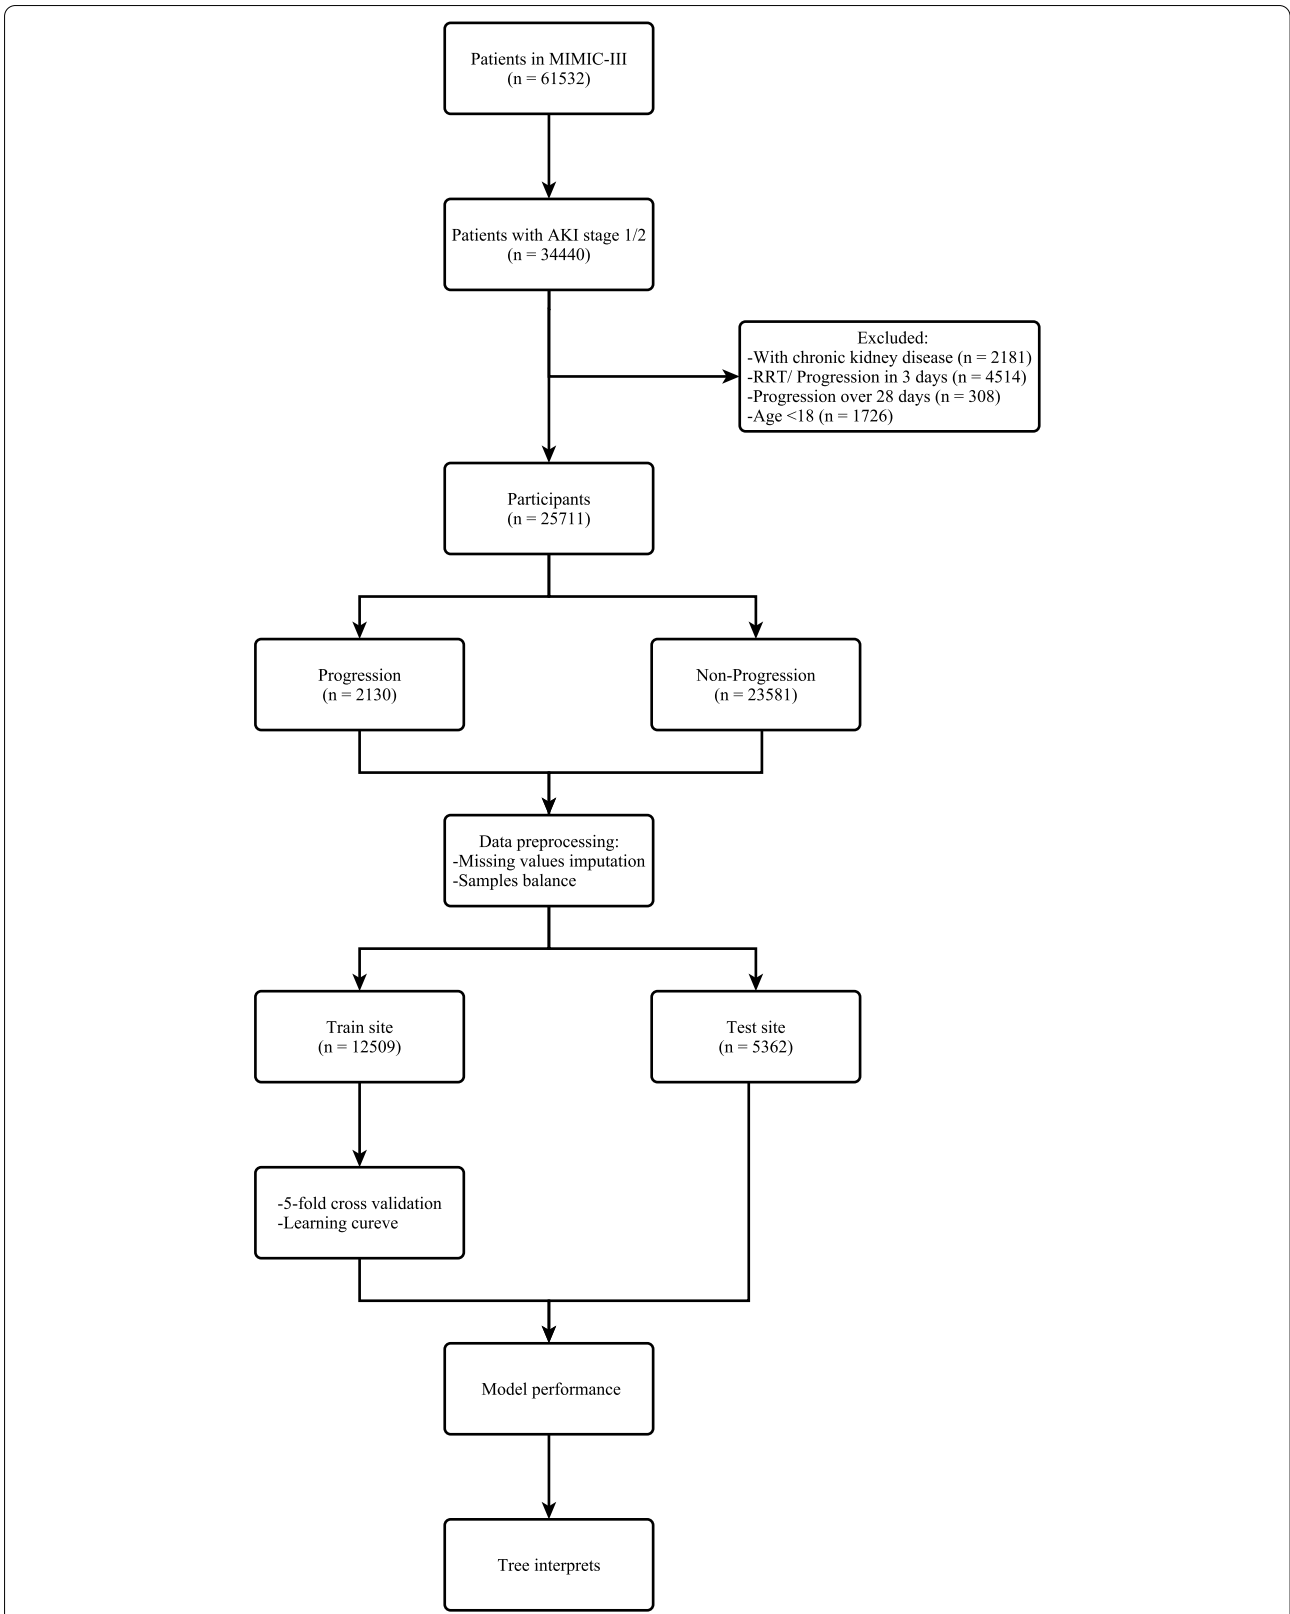 Patients in MIMIC-III
(n = 61532)
Patients with AKI stage 1/2
(n = 34440)
Excluded:
-With chronic kidney disease (n = 2181)
-RRT/ Progression in 3 days (n = 4514)
-Progression over 28 days (n = 308)
-Age <18 (n = 1726)
Participants
(n = 25711)
Progression
(n = 2130)
Non-Progression
(n = 23581)
Data preprocessing:
-Missing values imputation
-Samples balance
Train site
(n = 12509)
Test site
(n = 5362)
-5-fold cross validation
-Learning cureve
Model performance
Tree interprets